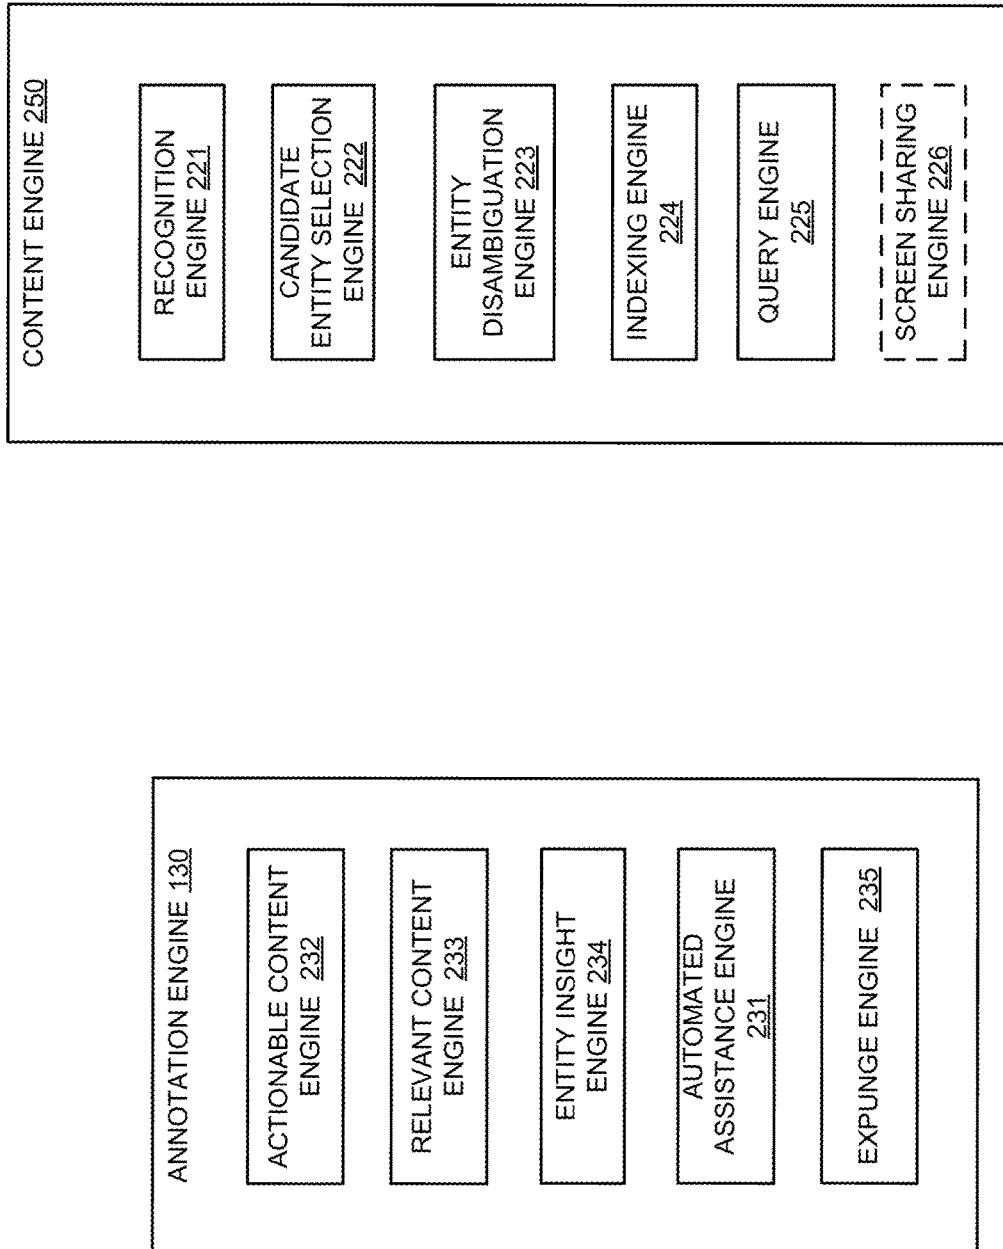 CONTENT ENGINE 250
RECOGNITION
ENGINE 221
CANDIDATE
ENTITY SELECTION
ENGINE 222
ENTITY
DISAMBIGUATION
ENGINE 223
INDEXING ENGINE
224
QUERY ENGINE
225
SCREEN SHARING
ENGINE 226
ANNOTATION ENGINE 130
ACTIONABLE CONTENT
ENGINE 232
RELEVANT CONTENT
ENGINE 233
ENTITY INSIGHT
ENGINE 234
AUTOMATED
ASSISTANCE ENGINE
231
EXPUNGE ENGINE 235